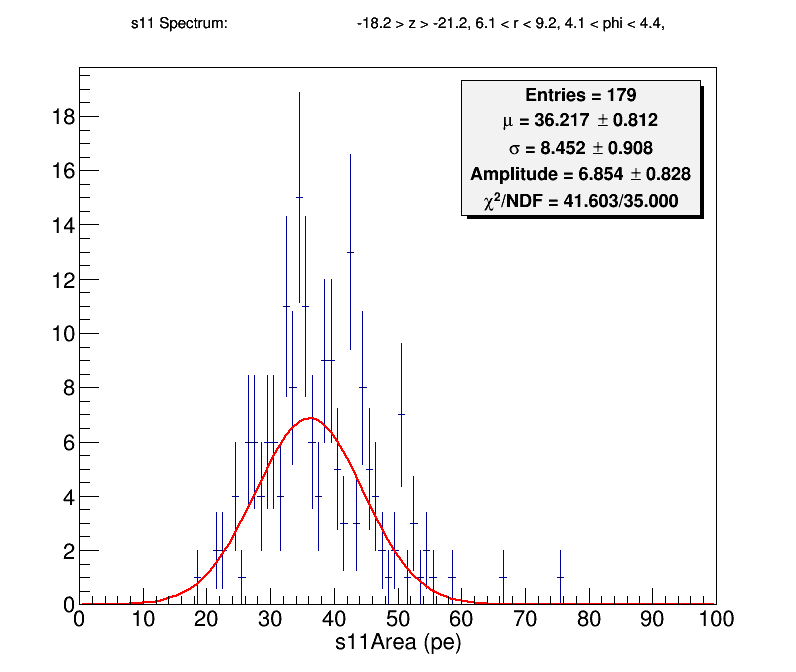 s11 Spectrum: -18.2 > z > -21.2, 6.1 < r < 9.2, 4.1 < phi < 4.4,
Entries = 179
μ = 36.217 ± 0.812
σ = 8.452 ± 0.908
Amplitude = 6.854 ± 0.828
χ²/NDF = 41.603/35.000
18
16
14
12
10
8
6
4
2
0
0 10 20 30 40 50 60 70 80 90 100
s11Area (pe)